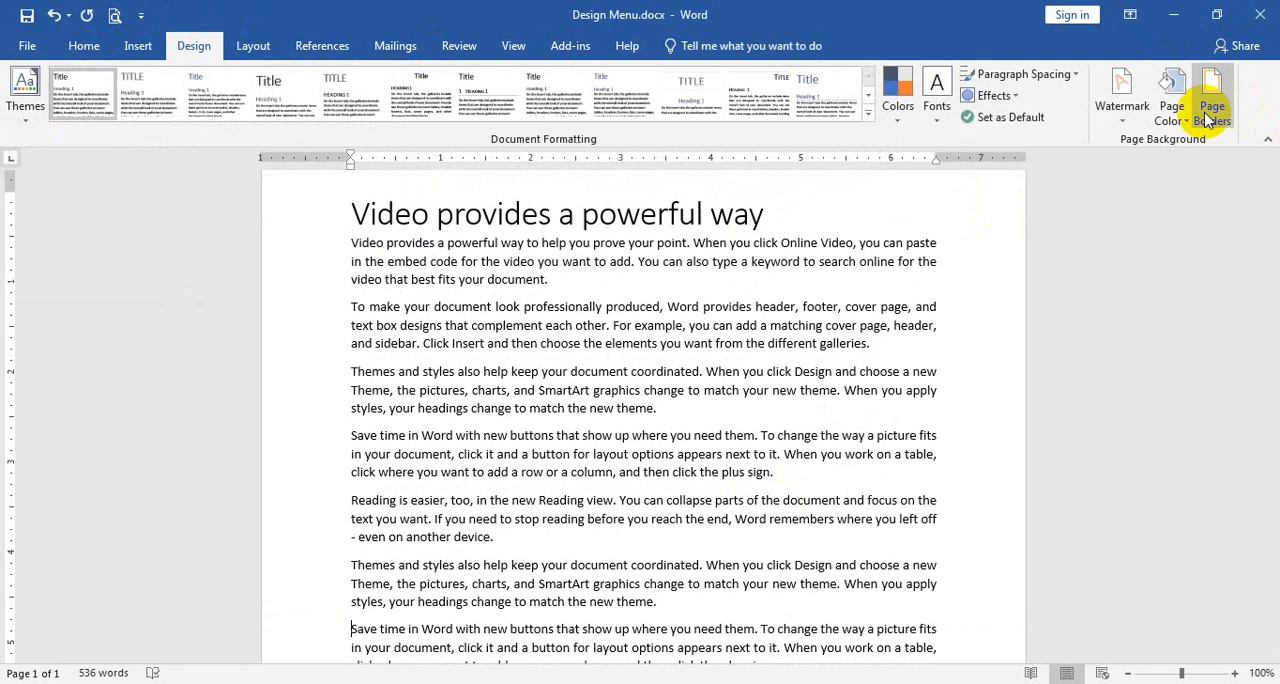 Design Menu.docx - Word
Sign in
File Home Insert Design Layout References Mailings Review View Add-ins Help Tell me what you want to do Share
Themes
Colors
Fonts
Paragraph Spacing
Effects
Set as Default
Watermark
Page Color
Page Borders
Document Formatting
Page Background
1 1 2 3 4 5 6 7
Video provides a powerful way
Video provides a powerful way to help you prove your point. When you click Online Video, you can paste
in the embed code for the video you want to add. You can also type a keyword to search online for the
video that best fits your document.
To make your document look professionally produced, Word provides header, footer, cover page, and
text box designs that complement each other. For example, you can add a matching cover page, header,
and sidebar. Click Insert and then choose the elements you want from the different galleries.
Themes and styles also help keep your document coordinated. When you click Design and choose a new
Theme, the pictures, charts, and SmartArt graphics change to match your new theme. When you apply
styles, your headings change to match the new theme.
Save time in Word with new buttons that show up where you need them. To change the way a picture fits
in your document, click it and a button for layout options appears next to it. When you work on a table,
click where you want to add a row or a column, and then click the plus sign.
Reading is easier, too, in the new Reading view. You can collapse parts of the document and focus on the
text you want. If you need to stop reading before you reach the end, Word remembers where you left off
- even on another device.
Themes and styles also help keep your document coordinated. When you click Design and choose a new
Theme, the pictures, charts, and SmartArt graphics change to match your new theme. When you apply
styles, your headings change to match the new theme.
Save time in Word with new buttons that show up where you need them. To change the way a picture fits
in your document, click it and a button for layout options appears next to it. When you work on a table,
Page 1 of 1 536 words 100%